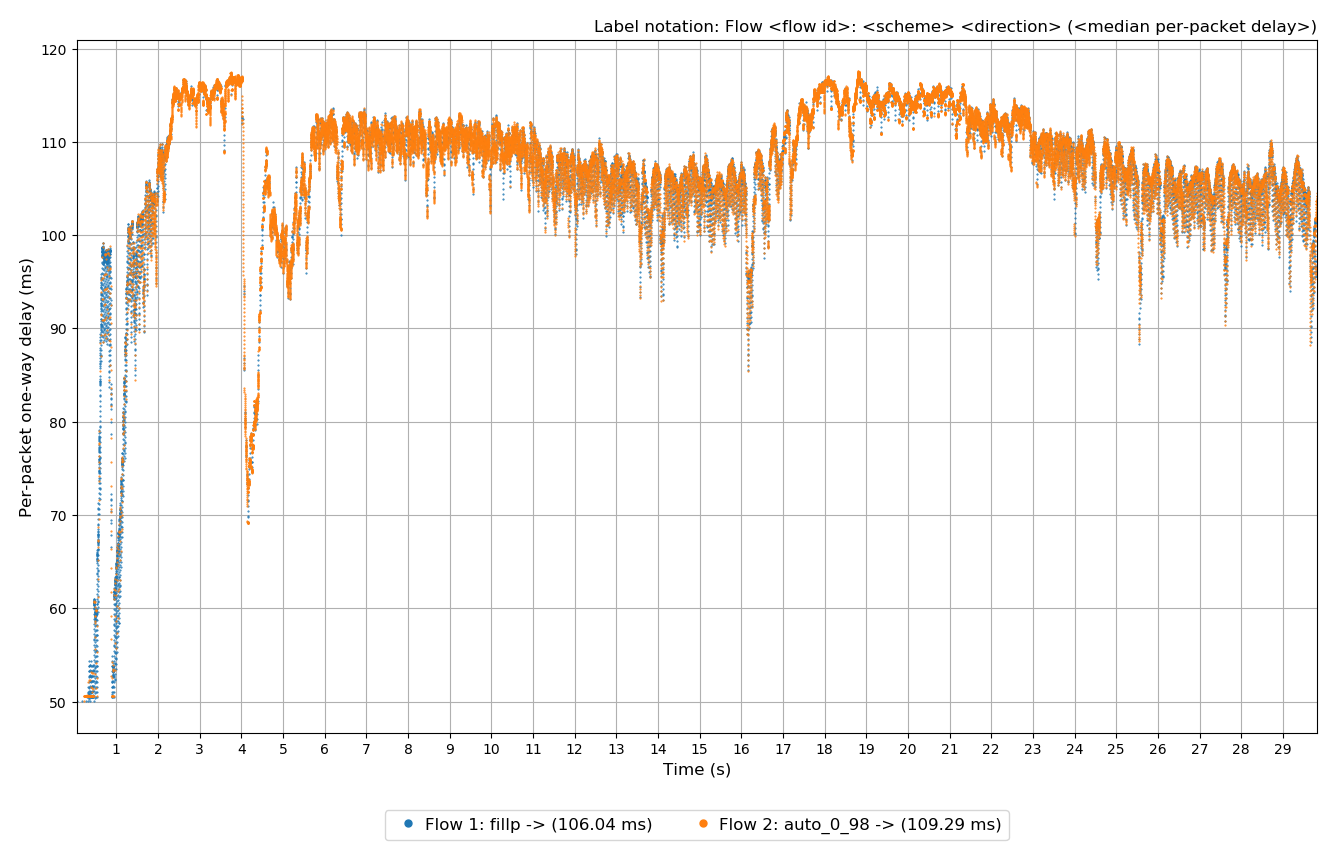 Label notation: Flow <flow id>: <scheme> <direction> (<median per-packet delay>)
Per-packet one-way delay (ms)
120
110
100
90
80
70
60
50
1 2 3 4 5 6 7 8 9 10 11 12 13 14 15 16 17 18 19 20 21 22 23 24 25 26 27 28 29
Time (s)
Flow 1: fillp -> (106.04 ms) Flow 2: auto_0_98 -> (109.29 ms)